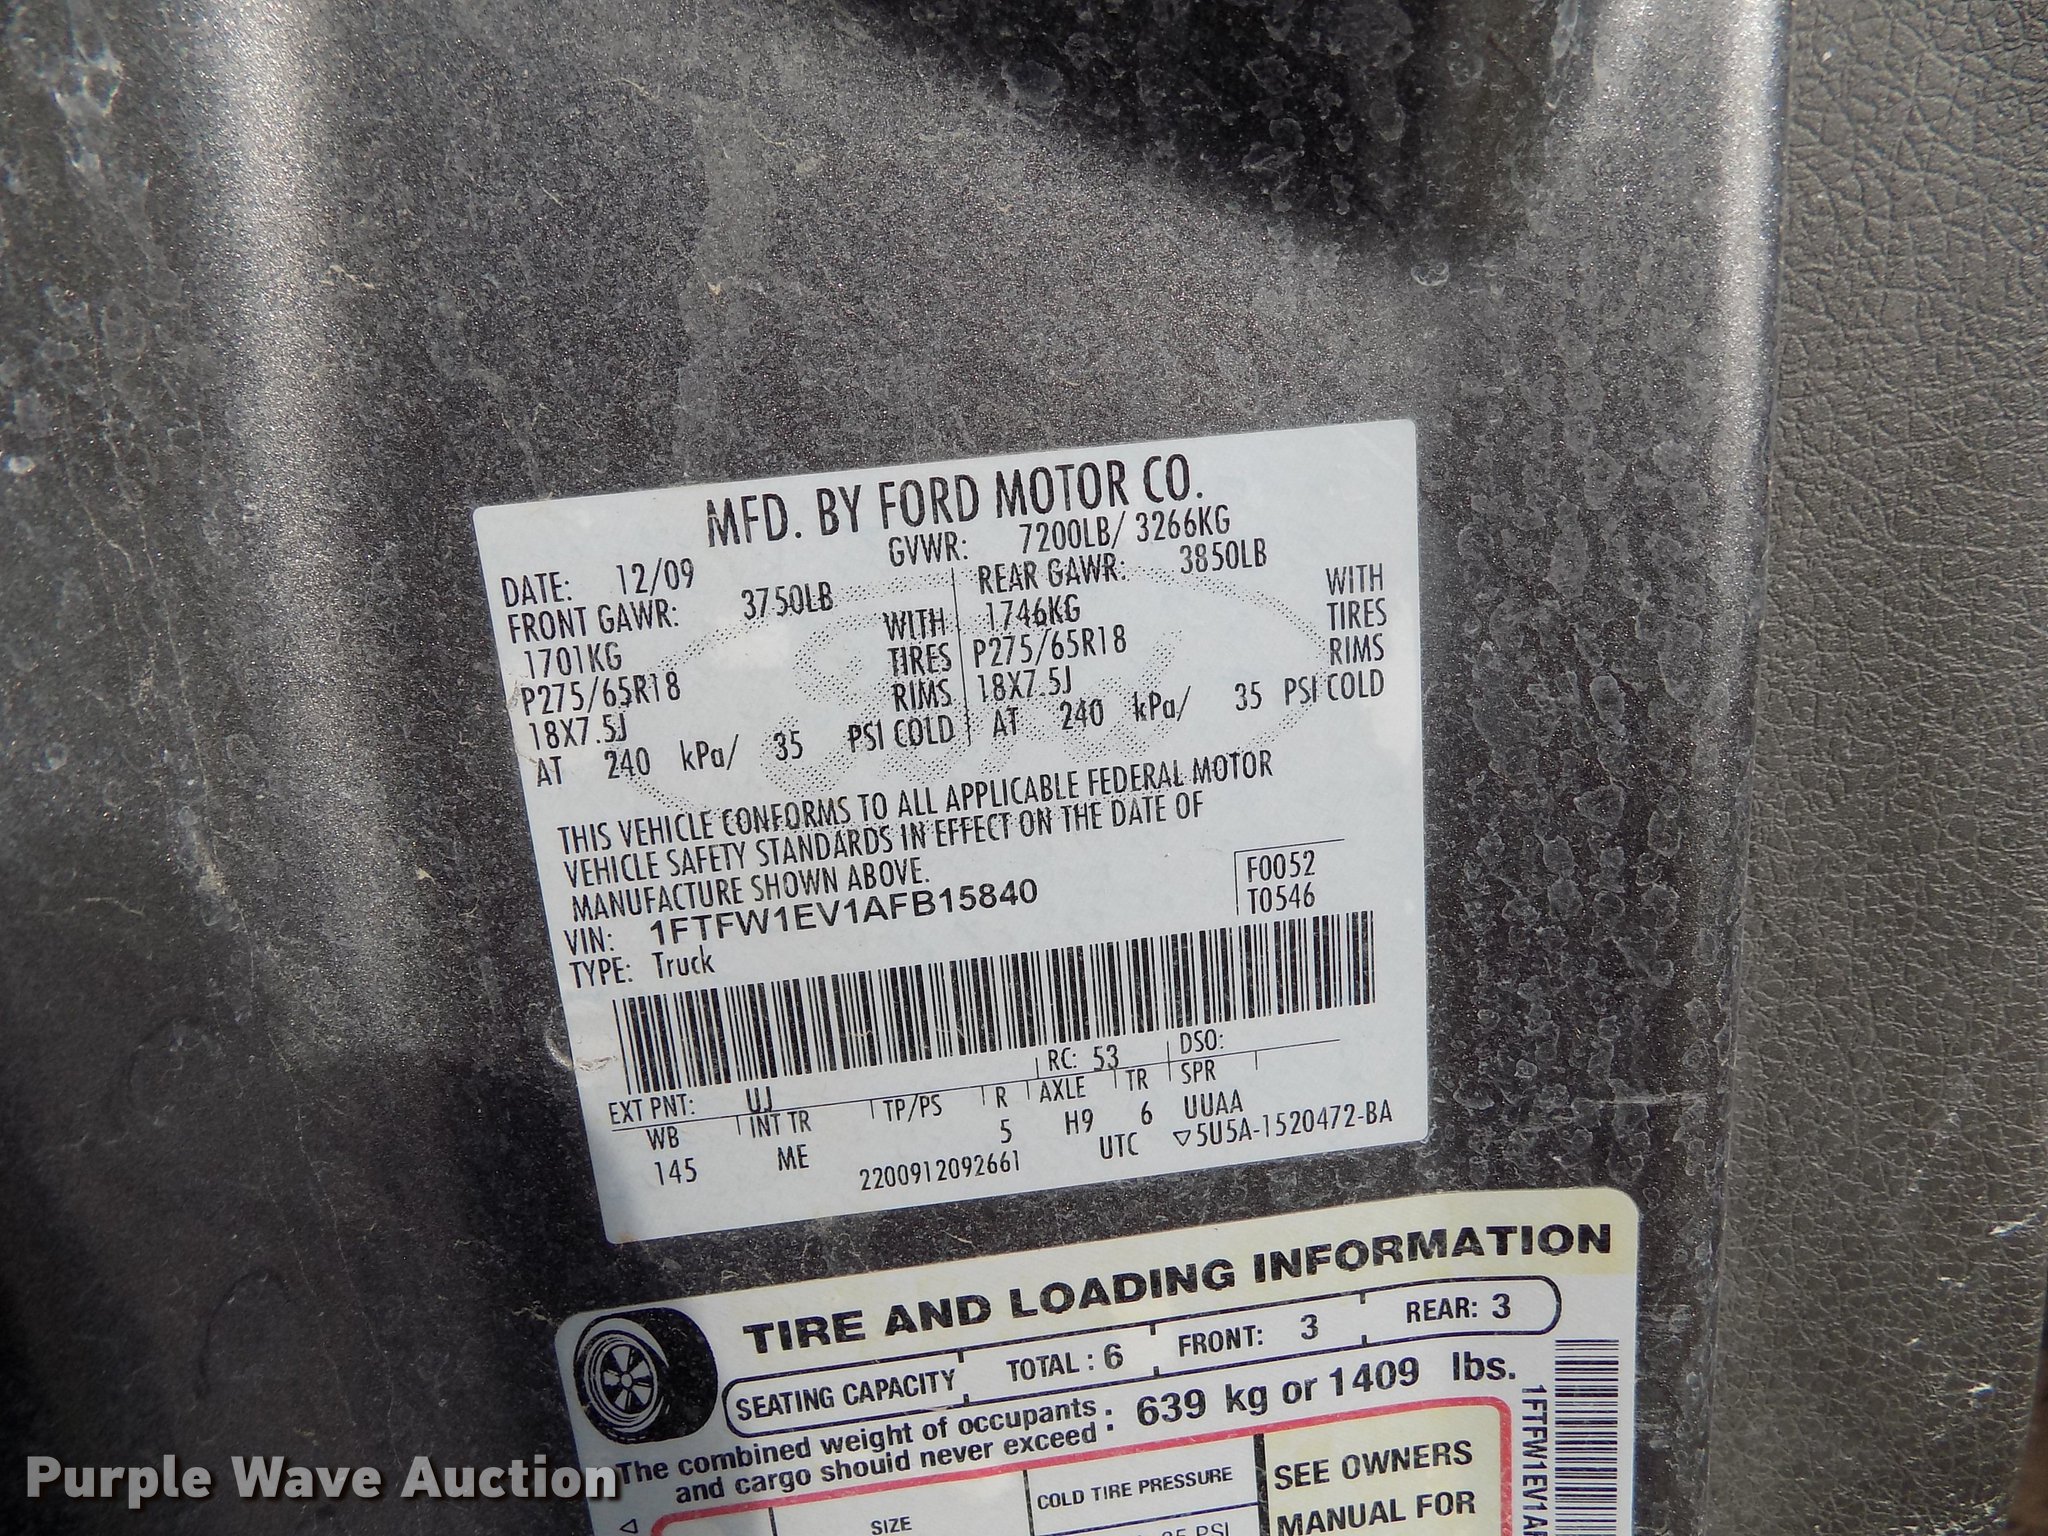 MFD. BY FORD MOTOR CO.
DATE: 12/09 GVWR: 7200LB/ 3266KG
FRONT GAWR: 3750LB REAR GAWR: 3850LB
1701KG WITH 1746KG WITH
P275/65R18 TIRES P275/65R18 TIRES
18X7.5J RIMS 18X7.5J RIMS
AT 240 kPa/ 35 PSI COLD AT 240 kPa/ 35 PSI COLD
THIS VEHICLE CONFORMS TO ALL APPLICABLE FEDERAL MOTOR
VEHICLE SAFETY STANDARDS IN EFFECT ON THE DATE OF
MANUFACTURE SHOWN ABOVE.
VIN: 1FTFW1EV1AFB15840 F0052
TYPE: Truck T0546
EXT PNT: UJ RC: 53 DSO:
WB INT TR TP/PS R AXLE TR SPR
145 ME 5 H9 6 UUAA
2200912092661 UTC ▽5U5A-1520472-BA
TIRE AND LOADING INFORMATION
SEATING CAPACITY TOTAL : 6 FRONT: 3 REAR: 3
The combined weight of occupants : 639 kg or 1409 lbs.
and cargo should never exceed :
SIZE COLD TIRE PRESSURE SEE OWNERS
MANUAL FOR
PSI
1FTFW1EV1A
Purple Wave Auction